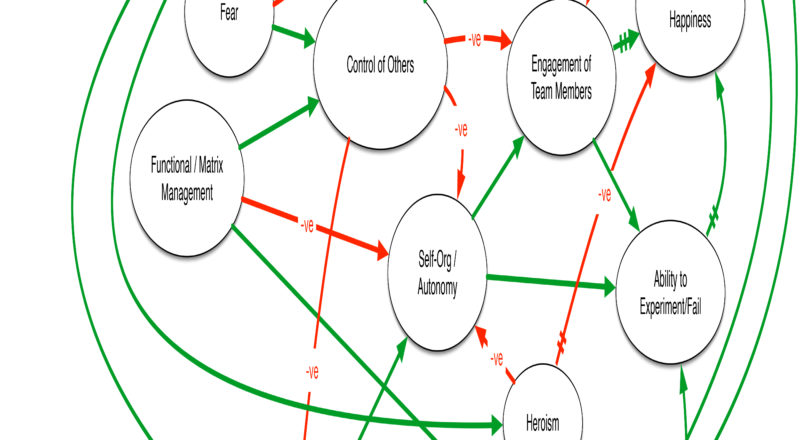 Fear
Happiness
Control of Others
-ve
Engagement of
Team Members
-ve
Functional / Matrix
Management
-ve
-ve
Self-Org /
Autonomy
Ability to
Experiment/Fail
-ve
-ve
Heroism